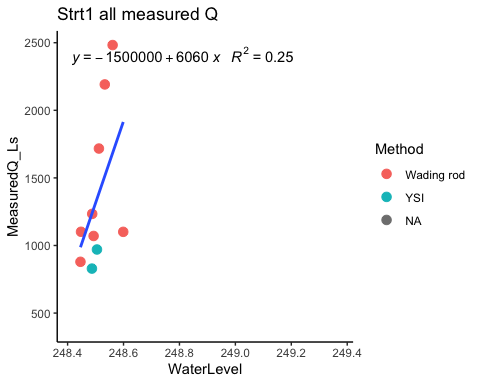 Strt1 all measured Q
y = − 1500000 + 6060 x R² = 0.25
2500
2000
1500
1000
500
MeasuredQ_Ls
248.4 248.6 248.8 249.0 249.2 249.4
WaterLevel
Method
Wading rod
YSI
NA